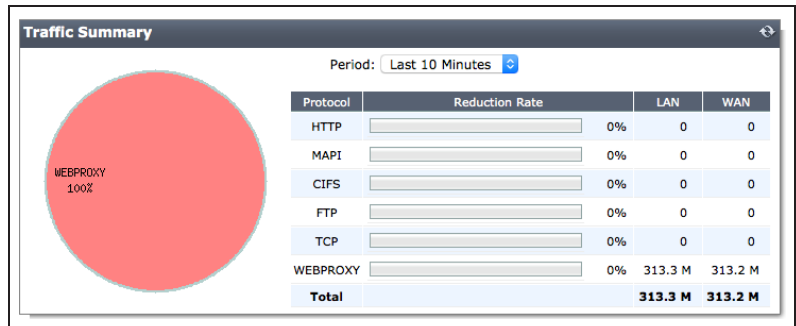 Traffic Summary
Period: Last 10 Minutes
Protocol Reduction Rate LAN WAN
HTTP 0% 0 0
MAPI 0% 0 0
WEBPROXY
100%
CIFS 0% 0 0
FTP 0% 0 0
TCP 0% 0 0
WEBPROXY 0% 313.3 M 313.2 M
Total 313.3 M 313.2 M